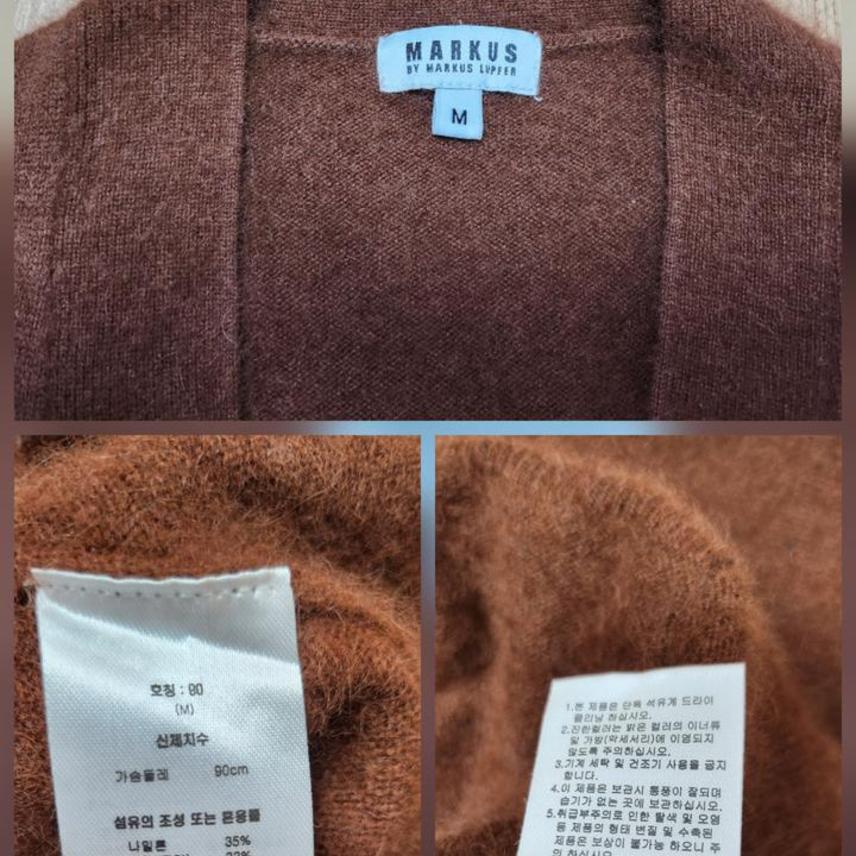 MARKUS
BY MARKUS LUPFER
M
호칭 : 90
(M)
신체치수
가슴둘레 90cm
섬유의 조성 또는 혼용률
나일론 35%
1.본 제품은 단독 석유계 드라이
클리닝 하십시오.
2.진한컬러는 밝은 컬러의 이너류
및 가방(악세서리)에 이염되지
않도록 주의하십시오.
3.기계 세탁 및 건조기 사용을 금지
합니다.
4.이 제품은 보관시 통풍이 잘되며
습기가 없는 곳에 보관하십시오.
5.취급부주의로 인한 탈색 및 오염
등 제품의 형태 변질 및 수축된
제품은 보상이 불가능 하오니 주
의 하십시오